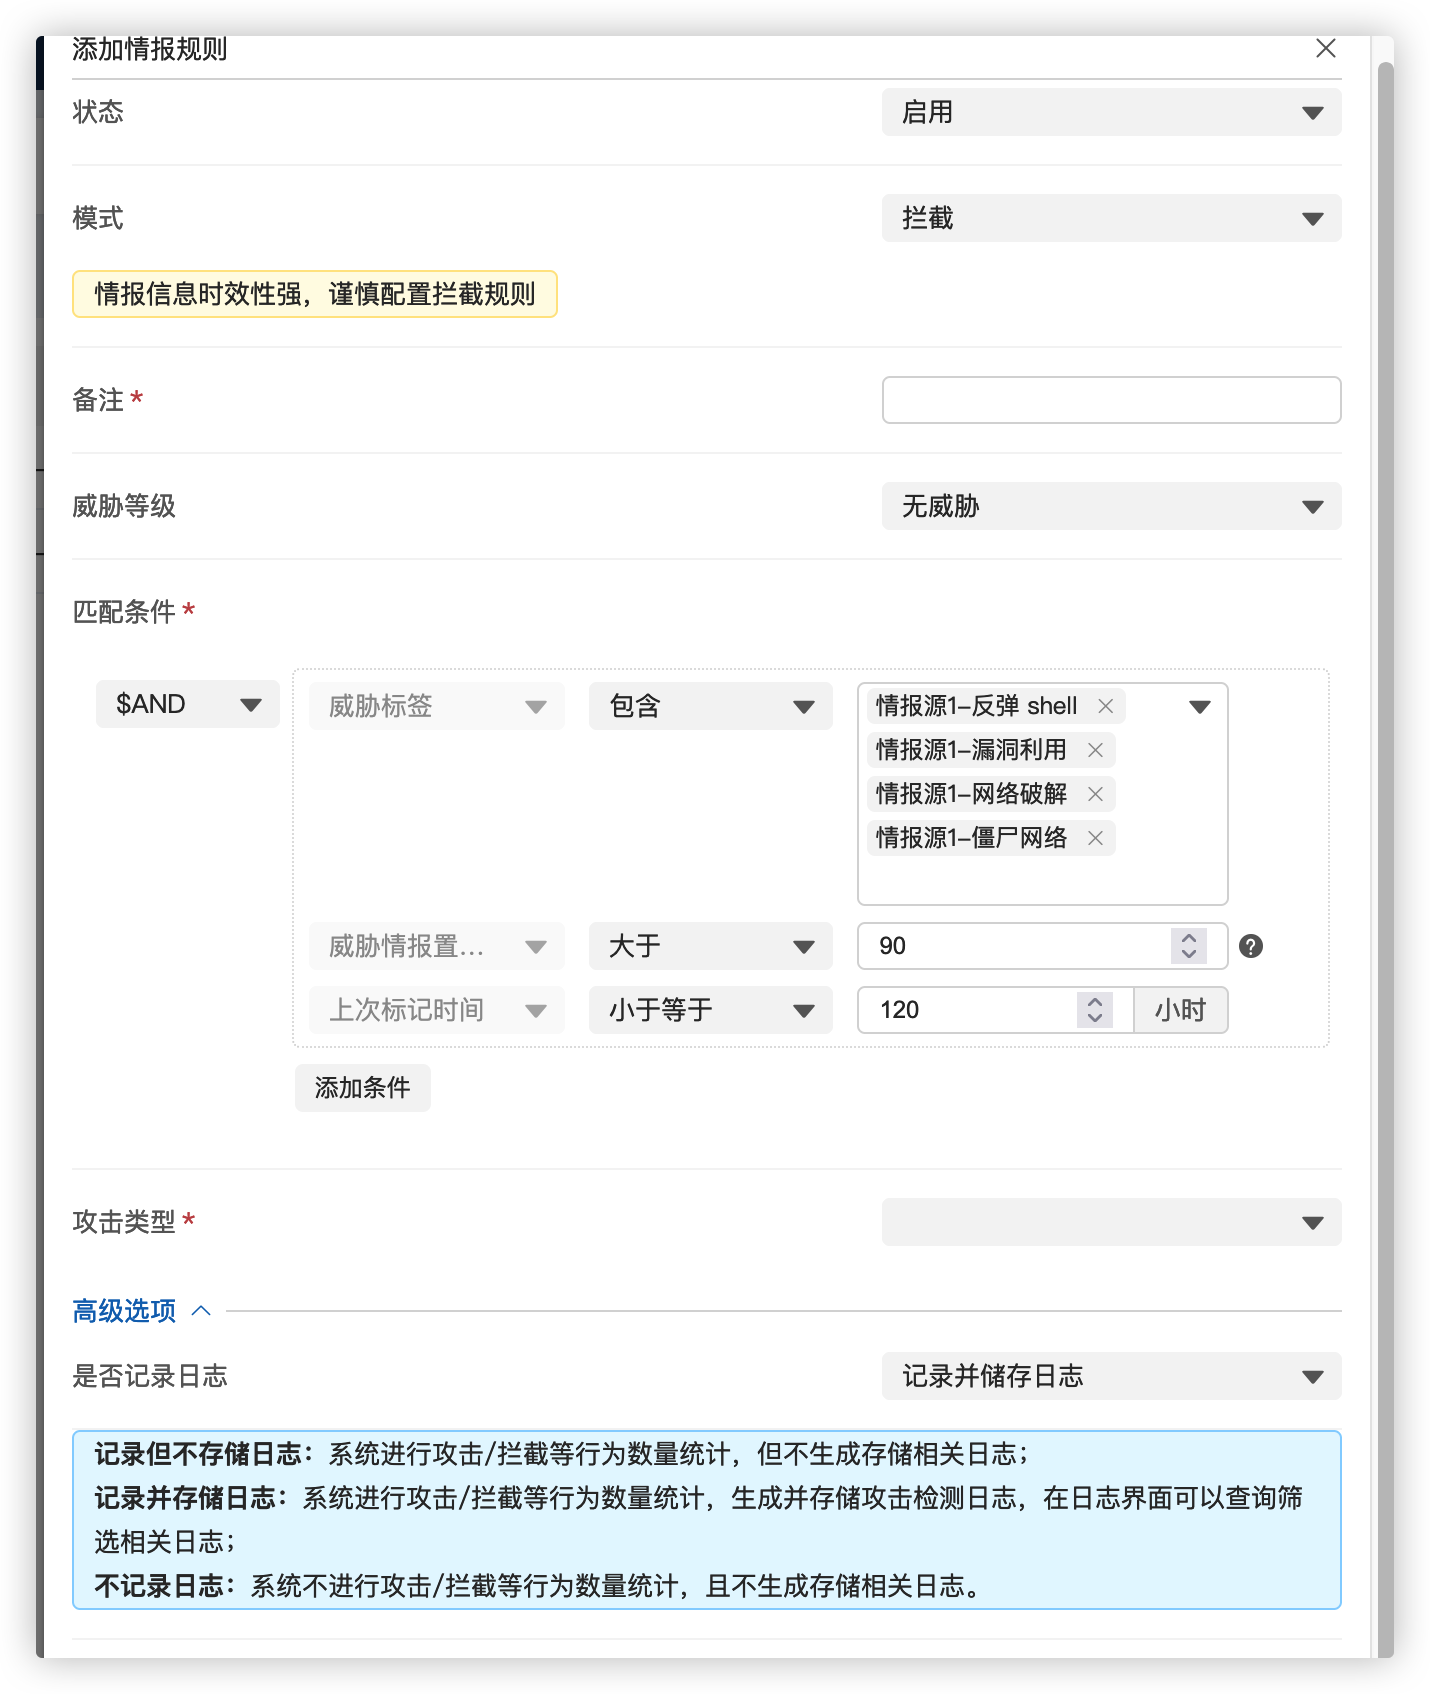 添加情报规则
状态
启用
模式
拦截
情报信息时效性强，谨慎配置拦截规则
备注 *
威胁等级
无威胁
匹配条件 *
$AND
威胁标签
包含
情报源1-反弹 shell
情报源1-漏洞利用
情报源1-网络破解
情报源1-僵尸网络
威胁情报置...
大于
90
上次标记时间
小于等于
120
小时
添加条件
攻击类型 *
高级选项
是否记录日志
记录并储存日志
记录但不存储日志：系统进行攻击/拦截等行为数量统计，但不生成存储相关日志；
记录并存储日志：系统进行攻击/拦截等行为数量统计，生成并存储攻击检测日志，在日志界面可以查询筛
选相关日志；
不记录日志：系统不进行攻击/拦截等行为数量统计，且不生成存储相关日志。